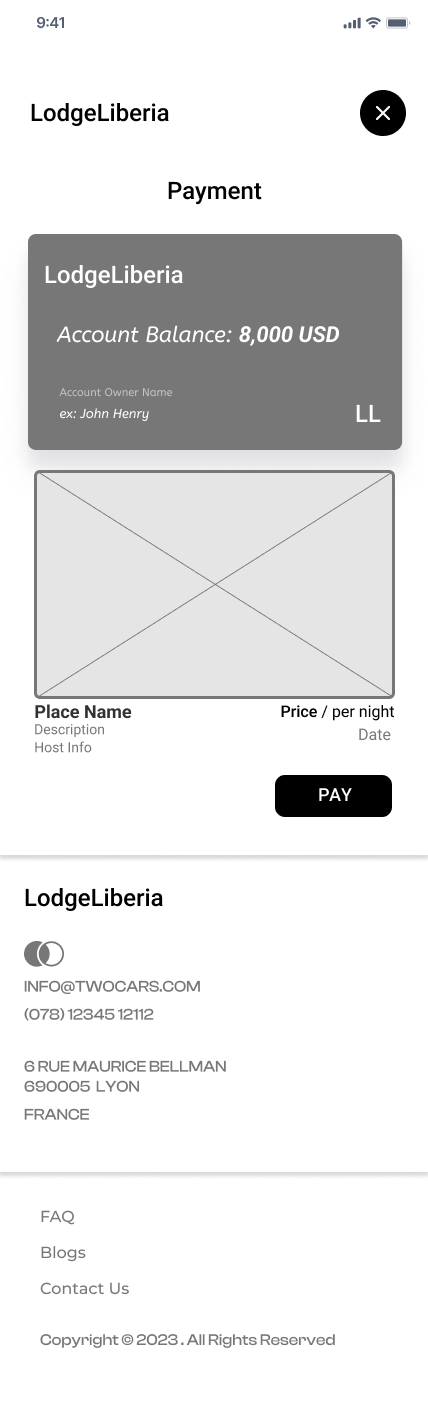 9:41
LodgeLiberia
Payment
LodgeLiberia
Account Balance: 8,000 USD
Account Owner Name
ex: John Henry
LL
Place Name
Price / per night
Description
Date
Host Info
PAY
LodgeLiberia
INFO@TWOCARS.COM
(078) 12345 12112
6 RUE MAURICE BELLMAN
690005 LYON
FRANCE
FAQ
Blogs
Contact Us
Copyright © 2023 . All Rights Reserved